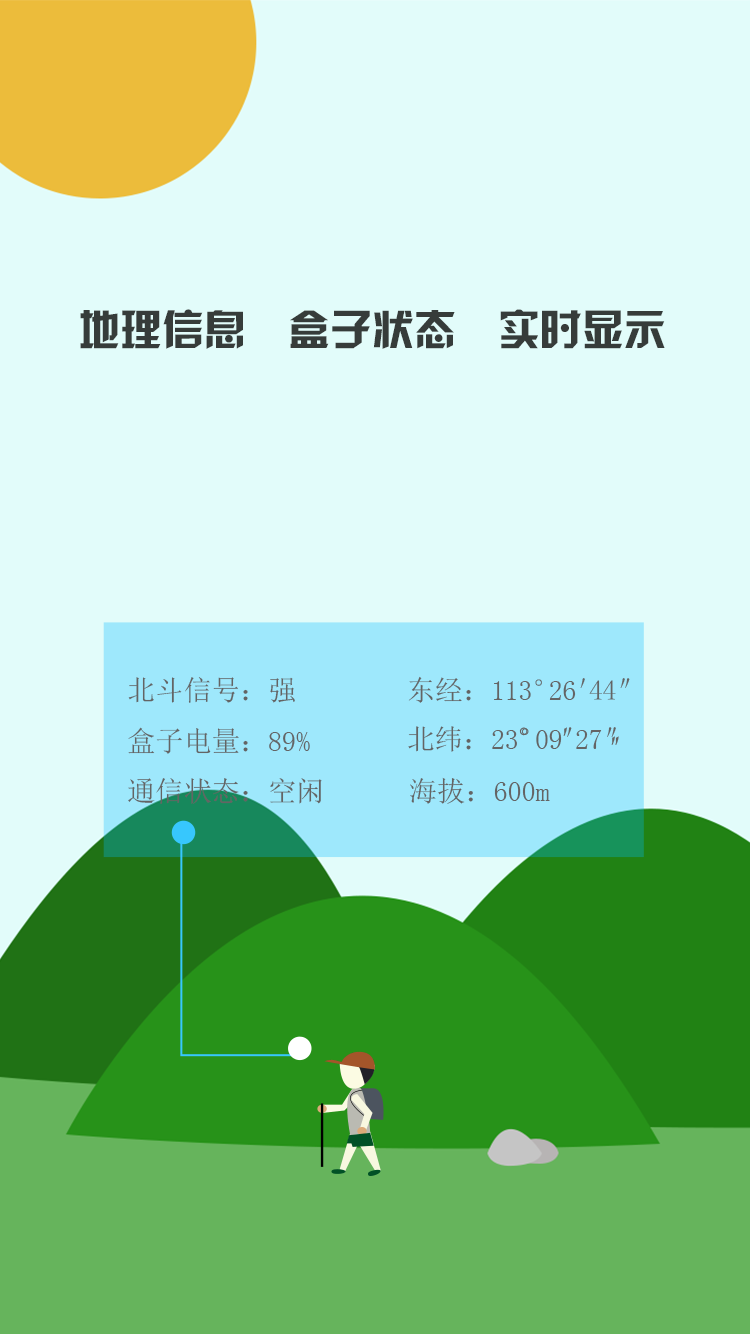 地理信息 盒子状态 实时显示
北斗信号：强
盒子电量：89%
通信状态：空闲
东经：113°26′44″
北纬：23°09″27″
海拔：600m